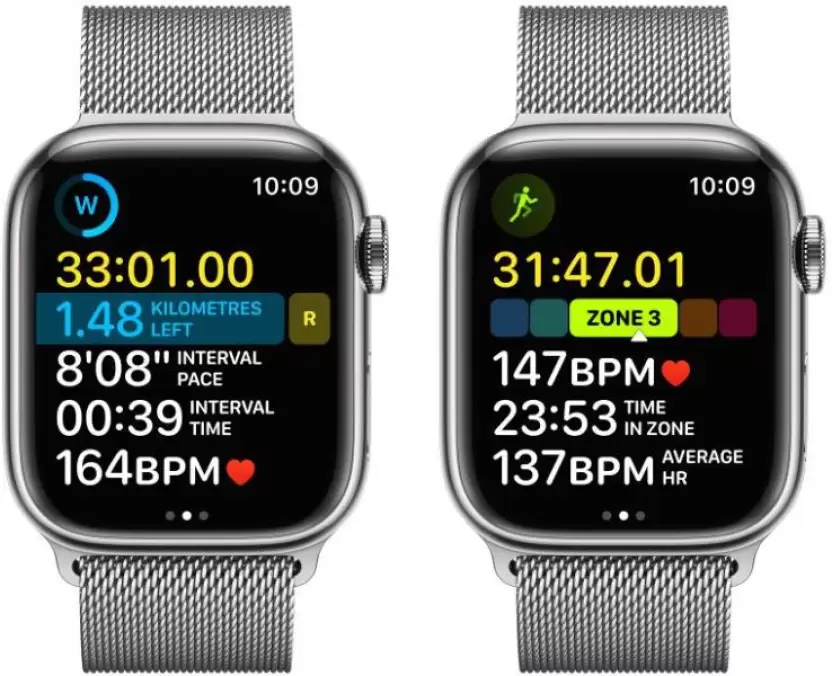 W
10:09
33:01.00
1.48 KILOMETRES
LEFT
R
8'08" INTERVAL
PACE
00:39 INTERVAL
TIME
164BPM
10:09
31:47.01
ZONE 3
147BPM
23:53 TIME
IN ZONE
137BPM AVERAGE
HR